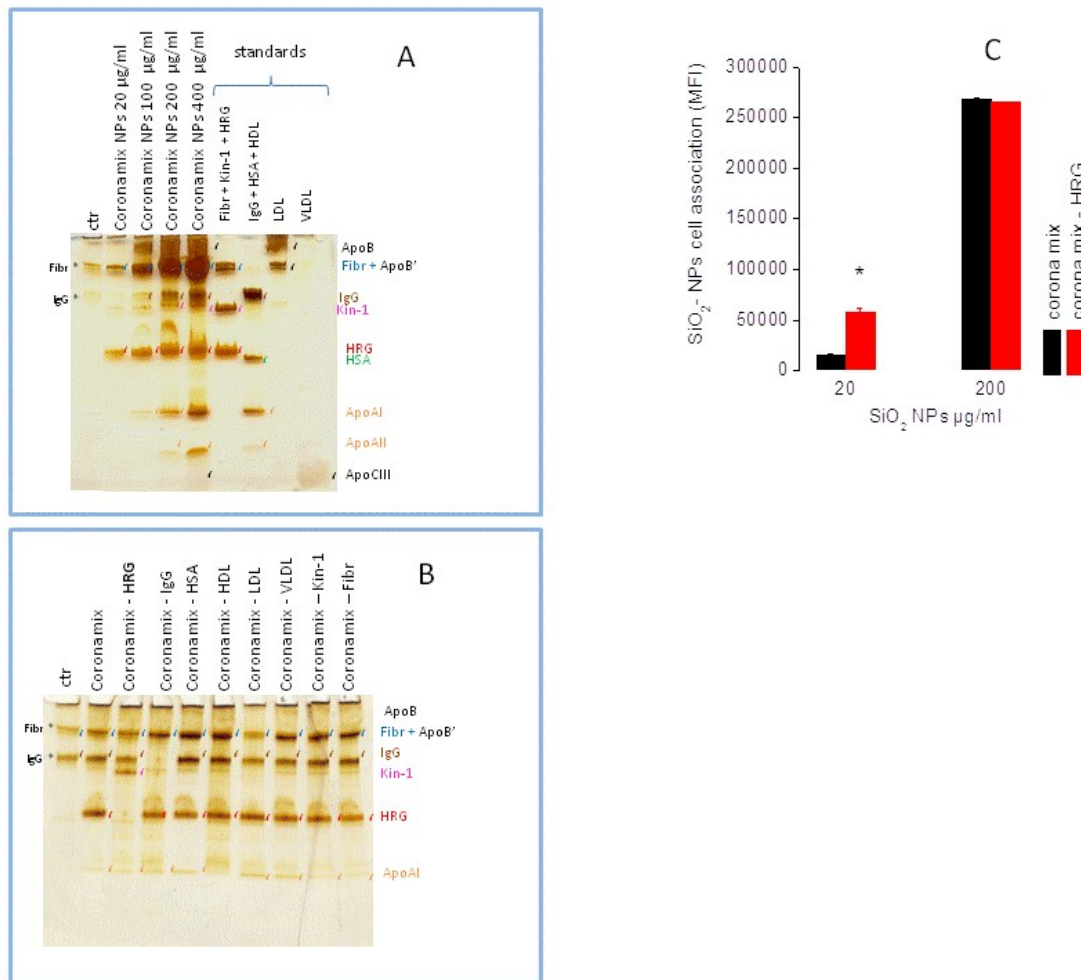 A
standards
ctr
Coronamix NPs 20 µg/ml
Coronamix NPs 100 µg/ml
Coronamix NPs 200 µg/ml
Coronamix NPs 400 µg/ml
Fibr + Kin-1 + HRG
IgG + HSA + HDL
LDL
VLDL
Fibr *
IgG *
ApoB
Fibr + ApoB’
IgG
Kin-1
HRG
HSA
ApoAI
ApoAII
ApoCIII
B
ctr
Coronamix
Coronamix - HRG
Coronamix - IgG
Coronamix - HSA
Coronamix - HDL
Coronamix - LDL
Coronamix - VLDL
Coronamix – Kin-1
Coronamix – Fibr
Fibr *
IgG *
ApoB
Fibr + ApoB’
IgG
Kin-1
HRG
ApoAI
C
SiO2- NPs cell association (MFI)
300000
250000
200000
150000
100000
50000
0
*
20
200
SiO2 NPs µg/ml
corona mix
corona mix - HRG